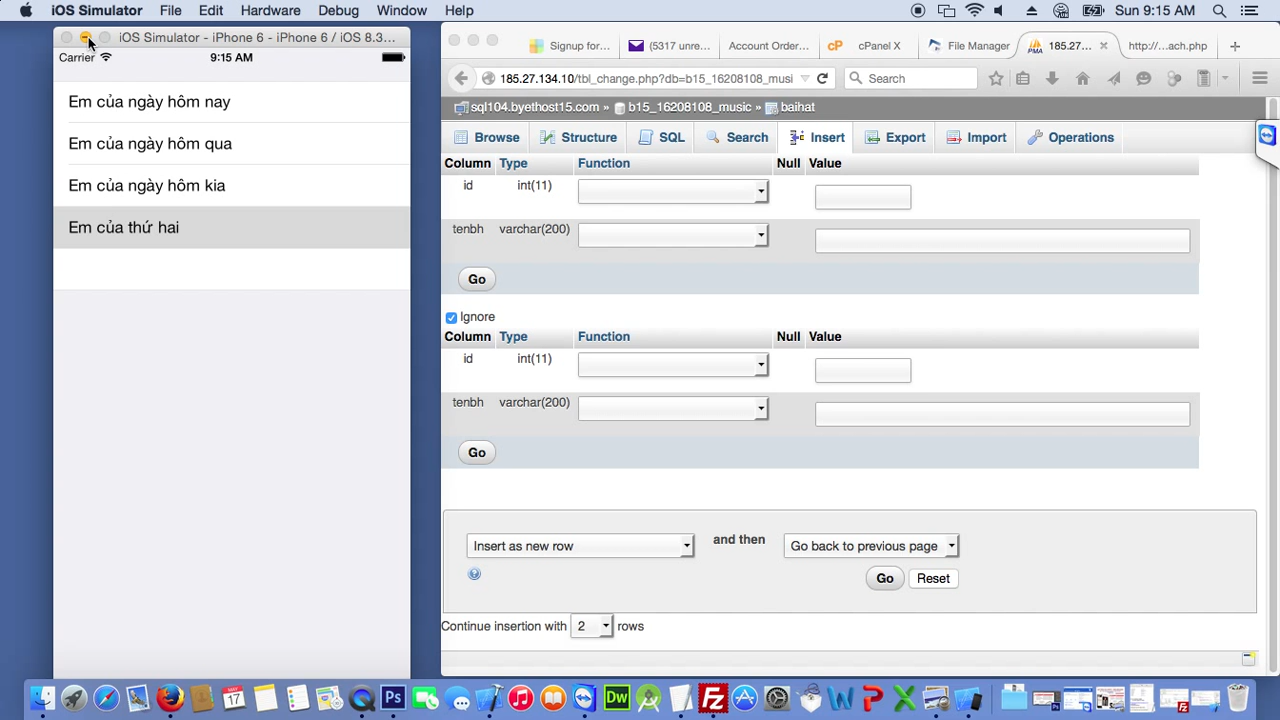 iOS Simulator File Edit Hardware Debug Window Help Sun 9:15 AM
iOS Simulator - iPhone 6 - iPhone 6 / iOS 8.3...
Carrier 9:15 AM
Em của ngày hôm nay
Em của ngày hôm qua
Em của ngày hôm kia
Em của thứ hai
Signup for... (5317 unre... Account Order... cP cPanel X File Manager PMA 185.27... http://...ach.php
185.27.134.10/tbl_change.php?db=b15_16208108_musi Search
sql104.byethost15.com » b15_16208108_music » baihat
Browse Structure SQL Search Insert Export Import Operations
Column Type Function Null Value
id int(11)
tenbh varchar(200)
Go
Ignore
Column Type Function Null Value
id int(11)
tenbh varchar(200)
Go
Insert as new row and then Go back to previous page
Go Reset
Continue insertion with 2 rows
17
Ps
Dw
Fz